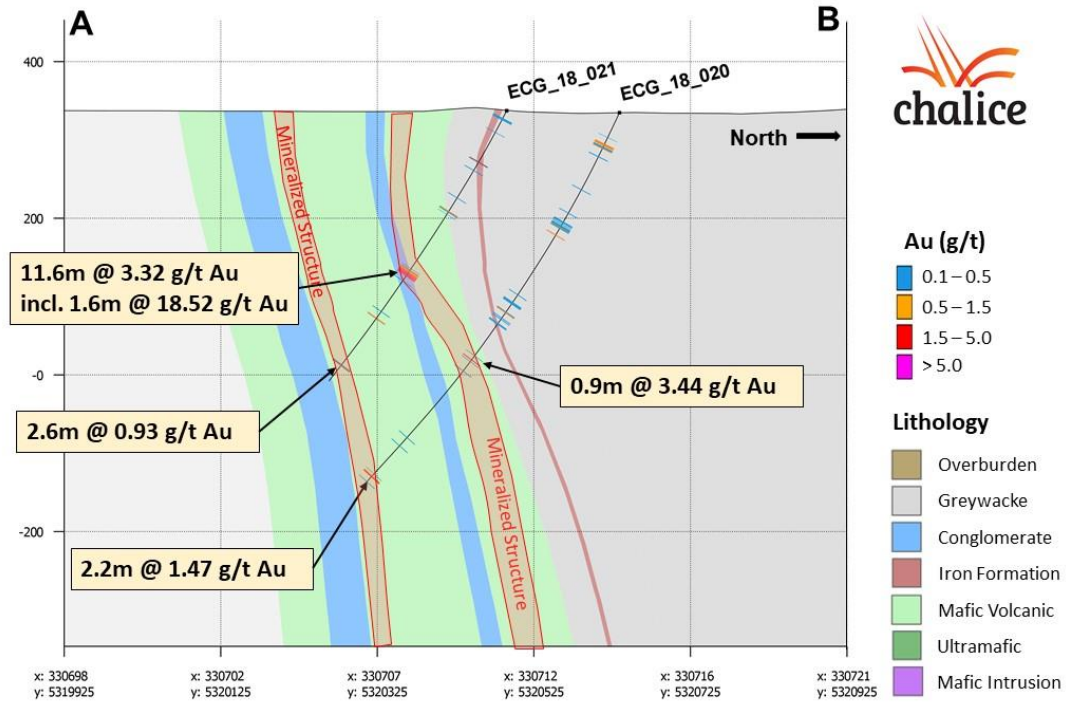 A
B
400
200
-0
-200
ECG_18_021
ECG_18_020
North
chalice
Mineralized Structure
Mineralized Structure
11.6m @ 3.32 g/t Au
incl. 1.6m @ 18.52 g/t Au
0.9m @ 3.44 g/t Au
2.6m @ 0.93 g/t Au
2.2m @ 1.47 g/t Au
Au (g/t)
0.1 – 0.5
0.5 – 1.5
1.5 – 5.0
> 5.0
Lithology
Overburden
Greywacke
Conglomerate
Iron Formation
Mafic Volcanic
Ultramafic
Mafic Intrusion
x: 330698
y: 5319925
x: 330702
y: 5320125
x: 330707
y: 5320325
x: 330712
y: 5320525
x: 330716
y: 5320725
x: 330721
y: 5320925